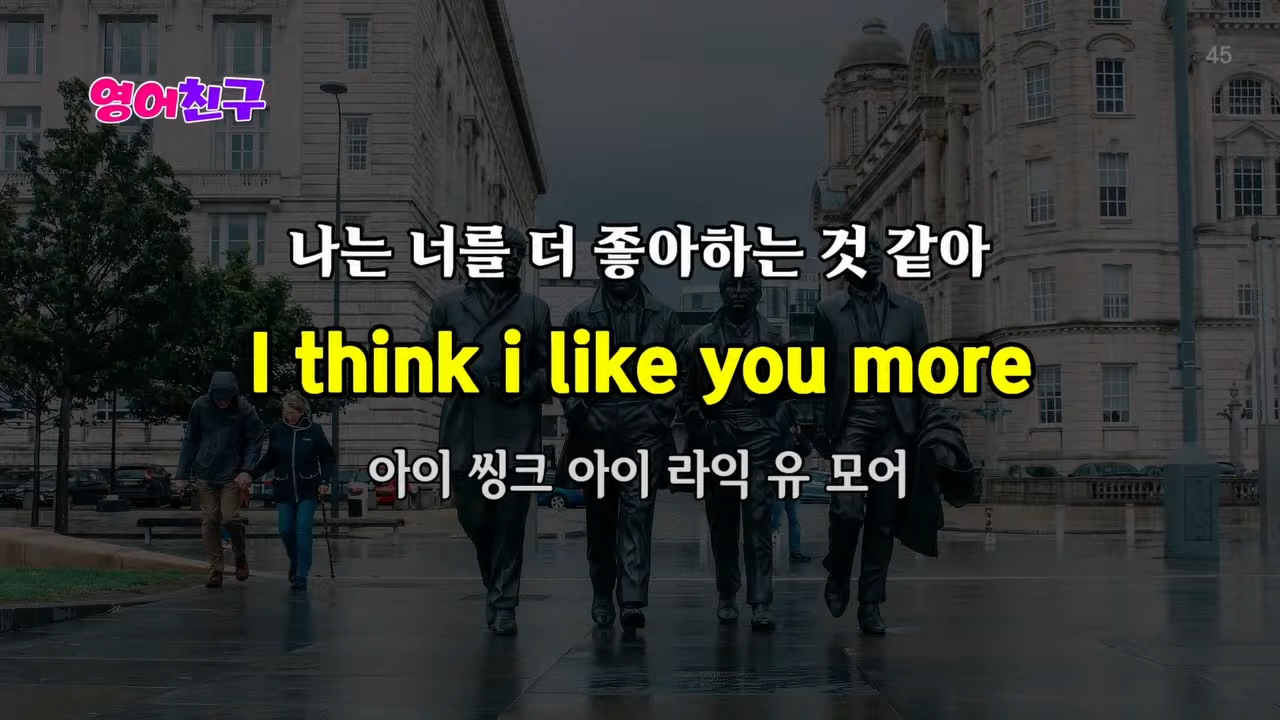 45
영어친구
나는 너를 더 좋아하는 것 같아
I think i like you more
아이 씽크 아이 라익 유 모어